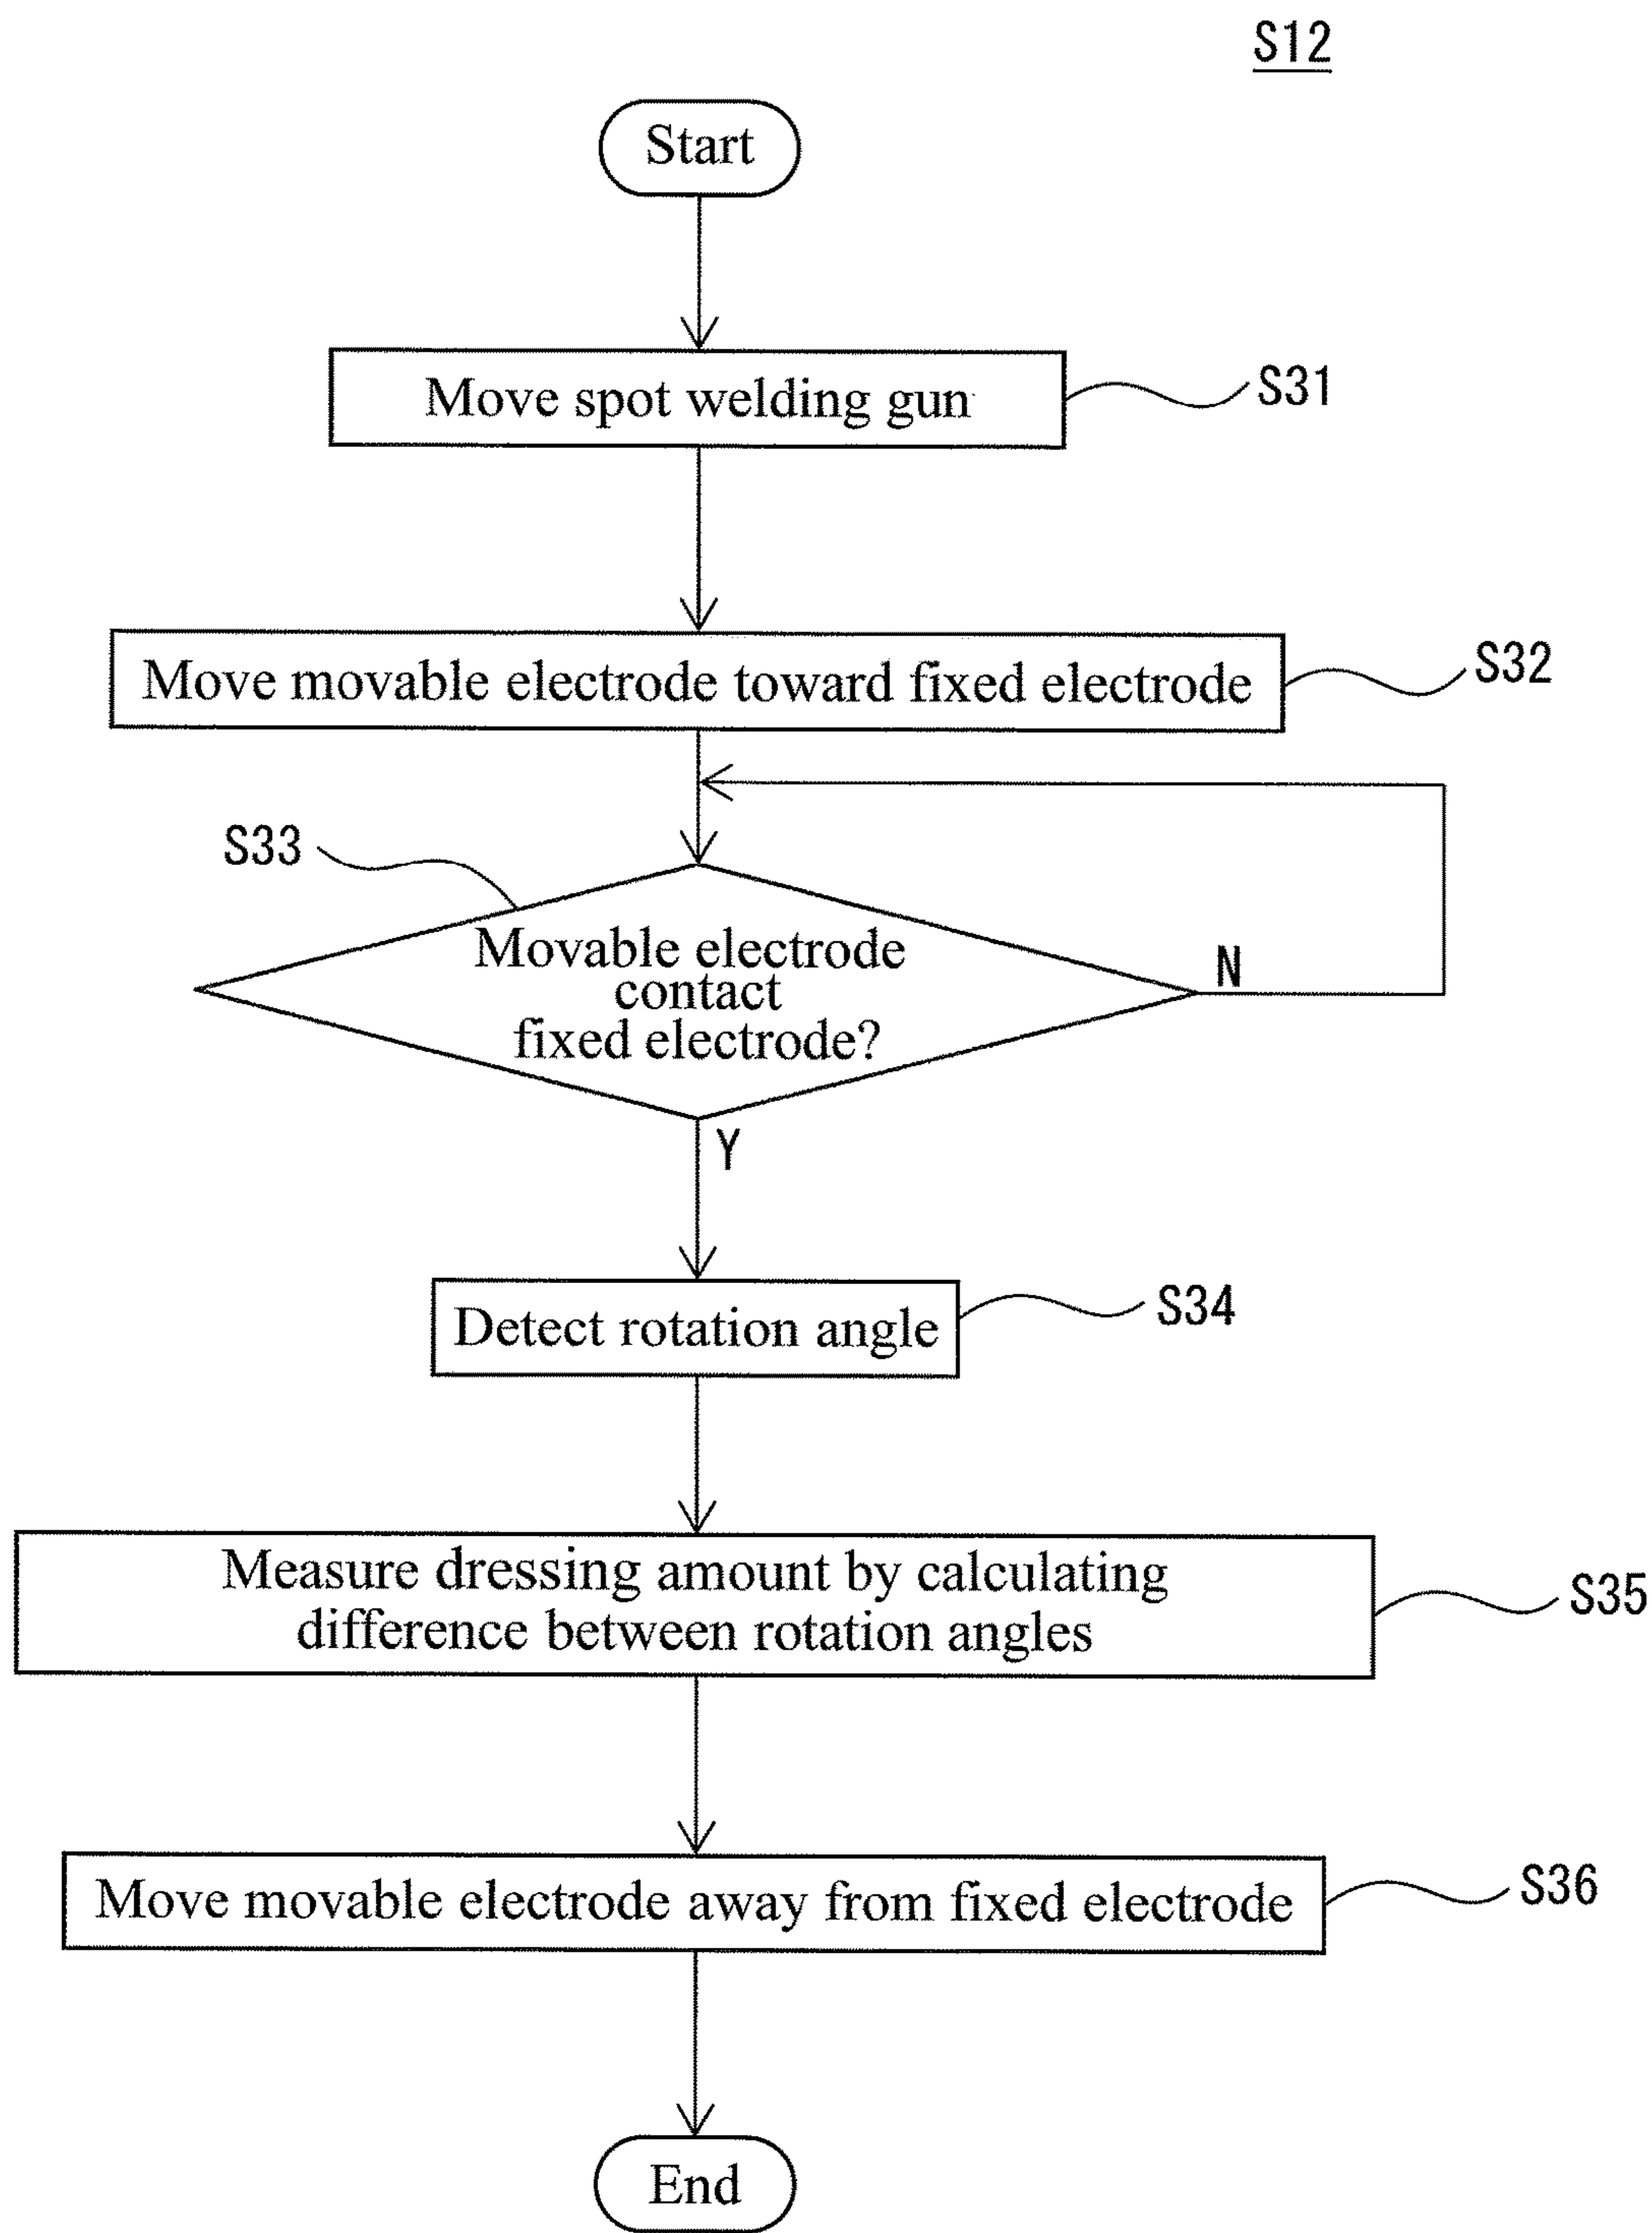 S12
Start
Move spot welding gun
S31
Move movable electrode toward fixed electrode
S32
S33
Movable electrode
contact
fixed electrode?
N
Y
Detect rotation angle
S34
Measure dressing amount by calculating
difference between rotation angles
S35
Move movable electrode away from fixed electrode
S36
End